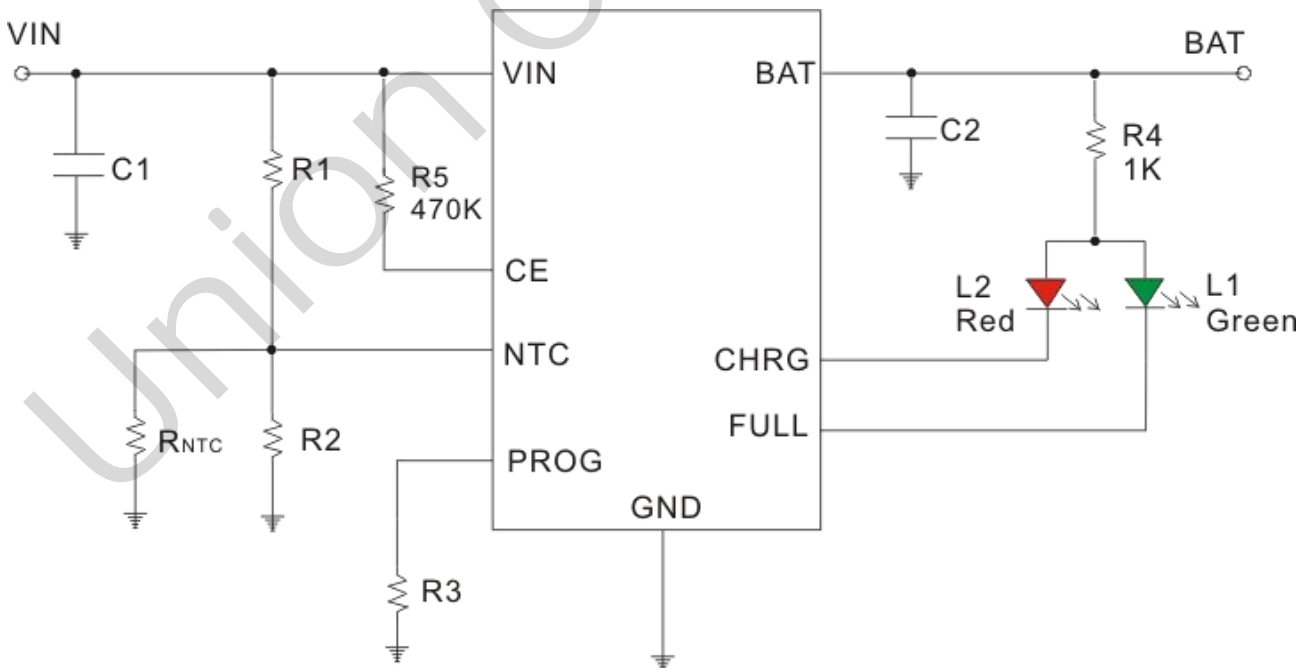 VIN
VIN
BAT
BAT
C1
R1
R5
470K
C2
R4
1K
CE
L2
Red
L1
Green
NTC
CHRG
RNTC
R2
FULL
PROG
GND
R3
Union